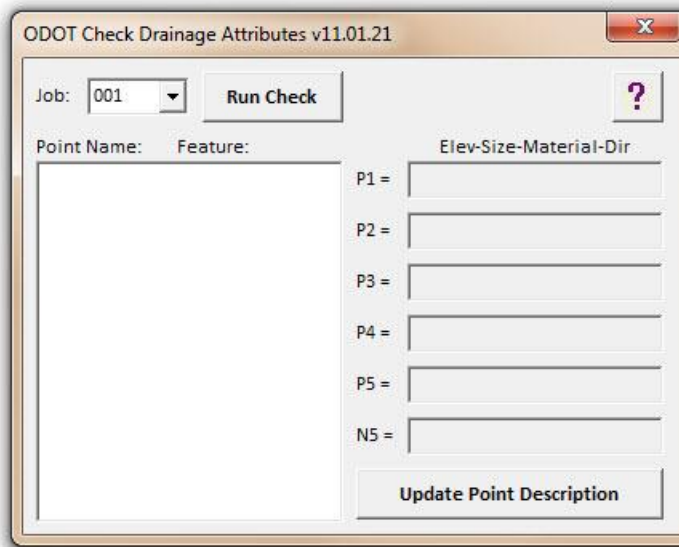 ODOT Check Drainage Attributes v11.01.21
x
Job: 001 Run Check ?
Point Name: Feature: Elev-Size-Material-Dir
P1 =
P2 =
P3 =
P4 =
P5 =
N5 =
Update Point Description